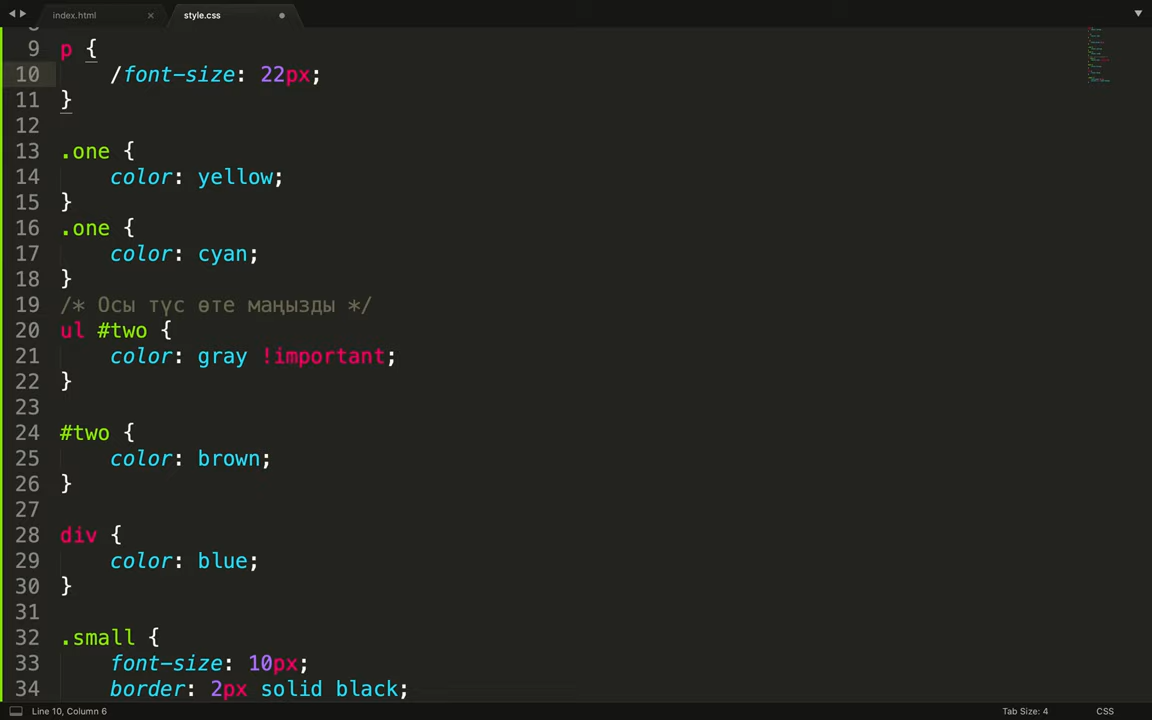 index.html
style.css
9 p {
10 /font-size: 22px;
11 }
12
13 .one {
14 color: yellow;
15 }
16 .one {
17 color: cyan;
18 }
19 /* Осы түс өте маңызды */
20 ul #two {
21 color: gray !important;
22 }
23
24 #two {
25 color: brown;
26 }
27
28 div {
29 color: blue;
30 }
31
32 .small {
33 font-size: 10px;
34 border: 2px solid black;
Line 10, Column 6
Tab Size: 4
CSS